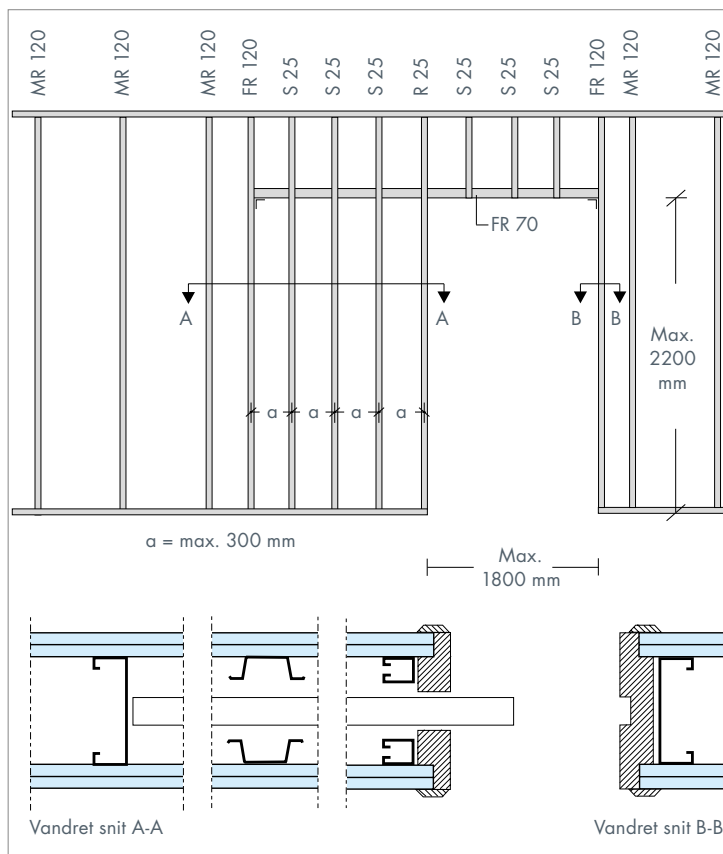 MR 120
MR 120
MR 120
FR 120
S 25
S 25
S 25
R 25
S 25
S 25
S 25
FR 120
MR 120
MR 120
FR 70
A
A
B
B
Max.
2200
mm
a
a
a
a
a = max. 300 mm
Max.
1800 mm
Vandret snit A-A
Vandret snit B-B